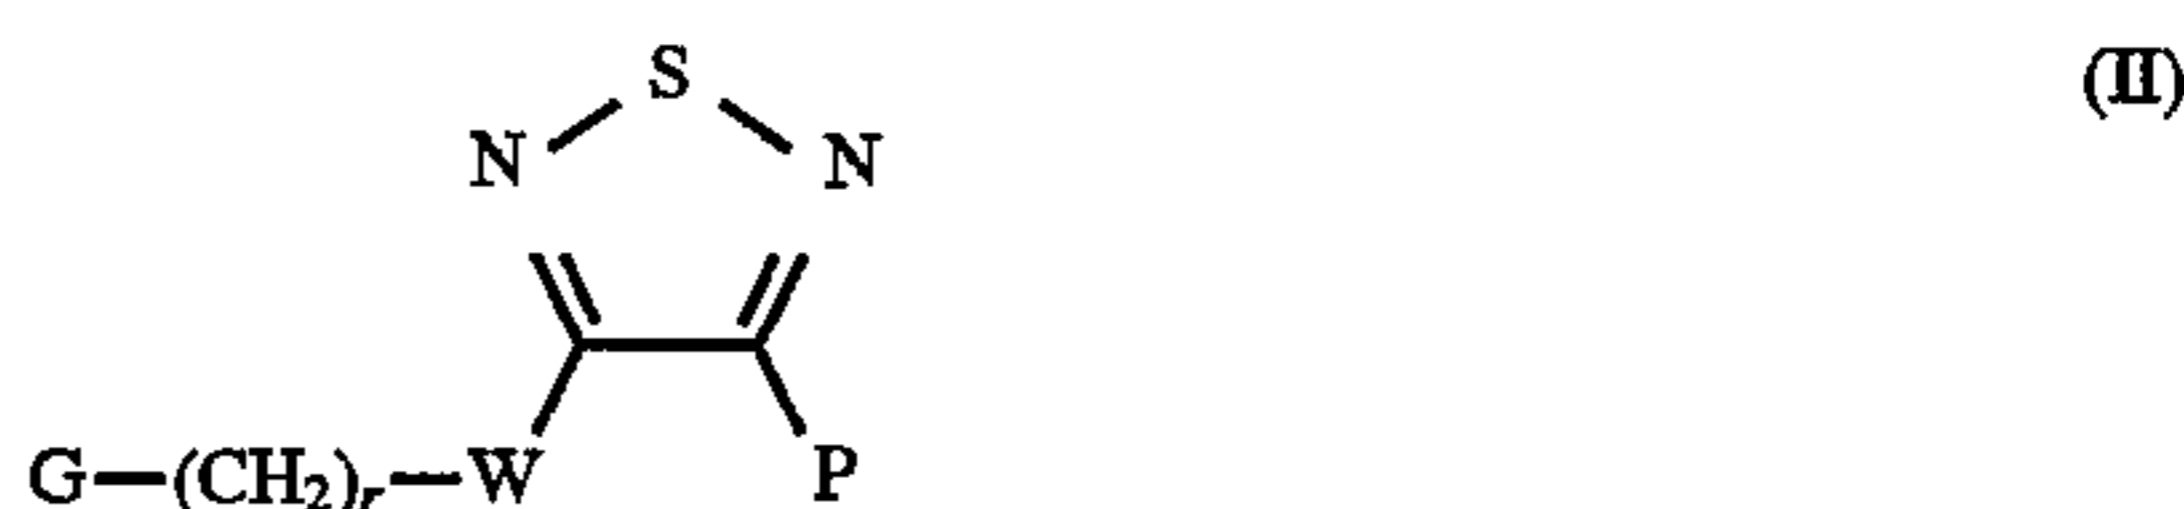 S (II)
N N
G—(CH₂)ᵣ—W P